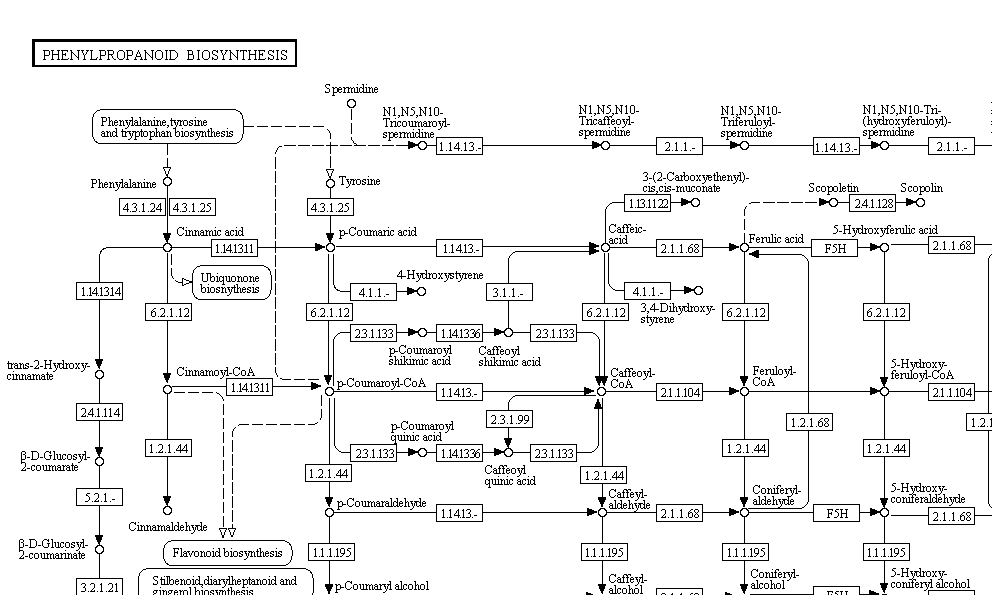 PHENYLPROPANOID BIOSYNTHESIS
Spermidine
Phenylalanine,tyrosine
and tryptophan biosynthesis
N1,N5,N10-
Tricoumaroyl-
spermidine
N1,N5,N10-
Tricaffeoyl-
spermidine
N1,N5,N10-
Triferuloyl-
spermidine
N1,N5,N10-Tri-
(hydroxyferuloyl)-
spermidine
1.14.13.-
2.1.1.-
1.14.13.-
2.1.1.-
Phenylalanine
Tyrosine
3-(2-Carboxyethenyl)-
cis,cis-muconate
Scopoletin
Scopolin
4.3.1.24
4.3.1.25
4.3.1.25
1.13.11.22
2.4.1.128
Cinnamic acid
p-Coumaric acid
Caffeic-
acid
Ferulic acid
5-Hydroxyferulic acid
1.14.13.11
1.14.13.-
2.1.1.68
F5H
2.1.1.68
Ubiquonone
biosnythesis
4-Hydroxystyrene
1.14.13.14
4.1.1.-
3.1.1.-
4.1.1.-
3,4-Dihydroxy-
styrene
6.2.1.12
6.2.1.12
6.2.1.12
6.2.1.12
6.2.1.12
2.3.1.133
1.14.13.36
2.3.1.133
p-Coumaroyl
shikimic acid
Caffeoyl
shikimic acid
trans-2-Hydroxy-
cinnamate
Cinnamoyl-CoA
p-Coumaroyl-CoA
Caffeoyl-
CoA
Feruloyl-
CoA
5-Hydroxy-
feruloyl-CoA
1.14.13.11
1.14.13.-
2.1.1.104
2.1.1.104
2.4.1.114
2.3.1.99
1.2.1.68
1.2.1
p-Coumaroyl
quinic acid
1.2.1.44
2.3.1.133
1.14.13.36
2.3.1.133
1.2.1.44
1.2.1.44
β-D-Glucosyl-
2-coumarate
Caffeoyl
quinic acid
1.2.1.44
1.2.1.44
5.2.1.-
p-Coumaraldehyde
Caffeyl-
aldehyde
Coniferyl-
aldehyde
5-Hydroxy-
coniferaldehyde
1.14.13.-
2.1.1.68
F5H
2.1.1.68
Cinnamaldehyde
β-D-Glucosyl-
2-coumarinate
Flavonoid biosynthesis
1.1.1.195
1.1.1.195
1.1.1.195
1.1.1.195
3.2.1.21
Stilbenoid,diarylheptanoid and
gingerol biosynthesis
p-Coumaryl alcohol
Caffeyl-
alcohol
Coniferyl-
alcohol
5-Hydroxy-
coniferyl alcohol
F5H